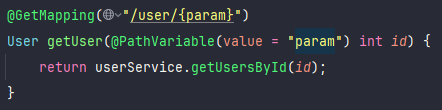 @GetMapping("/user/{param}")
User getUser(@PathVariable(value = "param") int id) {
    return userService.getUsersById(id);
}